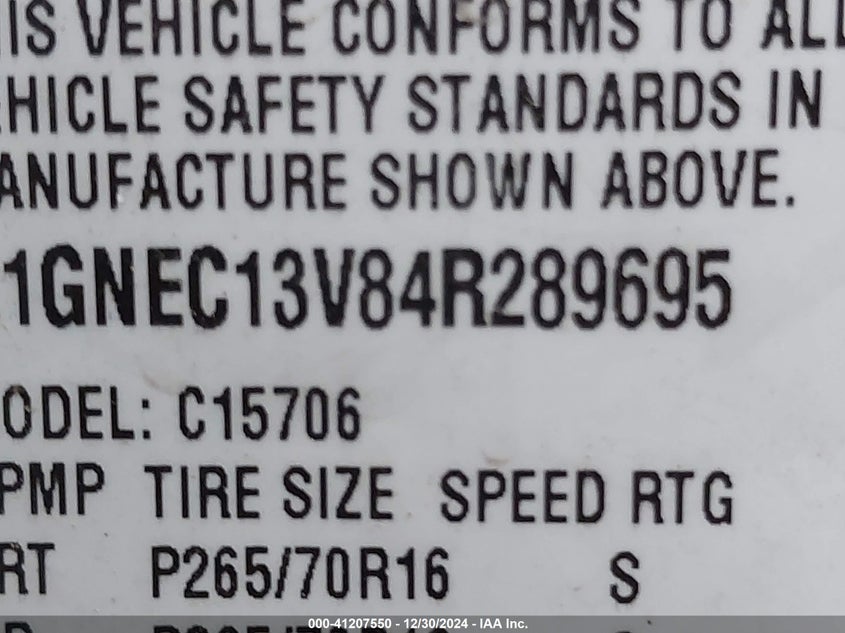 IS VEHICLE CONFORMS TO ALL
HICLE SAFETY STANDARDS IN
ANUFACTURE SHOWN ABOVE.
1GNEC13V84R289695
ODEL: C15706
PMP TIRE SIZE SPEED RTG
RT P265/70R16 S
000-41207550 - 12/30/2024 - IAA Inc.